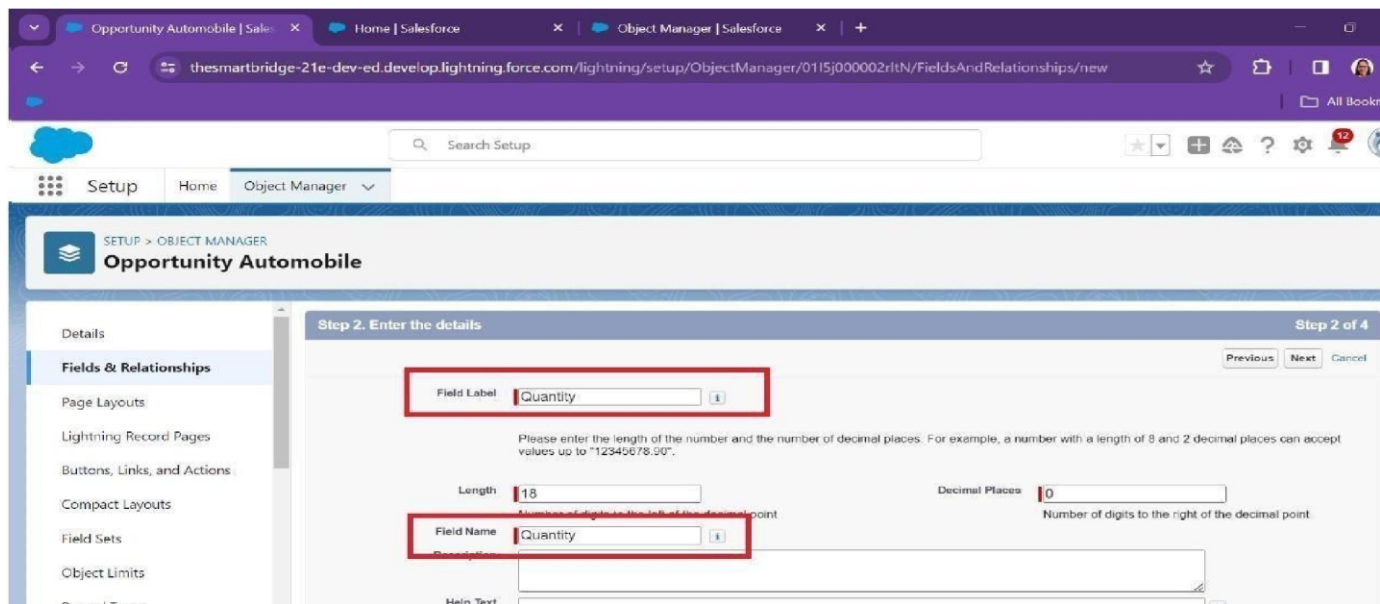 Opportunity Automobile | Sales
Home | Salesforce
Object Manager | Salesforce
thesmartbridge-21e-dev-ed.develop.lightning.force.com/lightning/setup/ObjectManager/01I5j000002rItN/FieldsAndRelationships/new
All Bookm
Search Setup
12
Setup Home Object Manager
SETUP > OBJECT MANAGER
Opportunity Automobile
Details
Fields & Relationships
Page Layouts
Lightning Record Pages
Buttons, Links, and Actions
Compact Layouts
Field Sets
Object Limits
Step 2. Enter the details Step 2 of 4
Previous Next Cancel
Field Label Quantity i
Please enter the length of the number and the number of decimal places. For example, a number with a length of 8 and 2 decimal places can accept
values up to "12345678.90".
Length 18 Decimal Places 0
Number of digits to the left of the decimal point Number of digits to the right of the decimal point
Field Name Quantity i
Description
Help Text